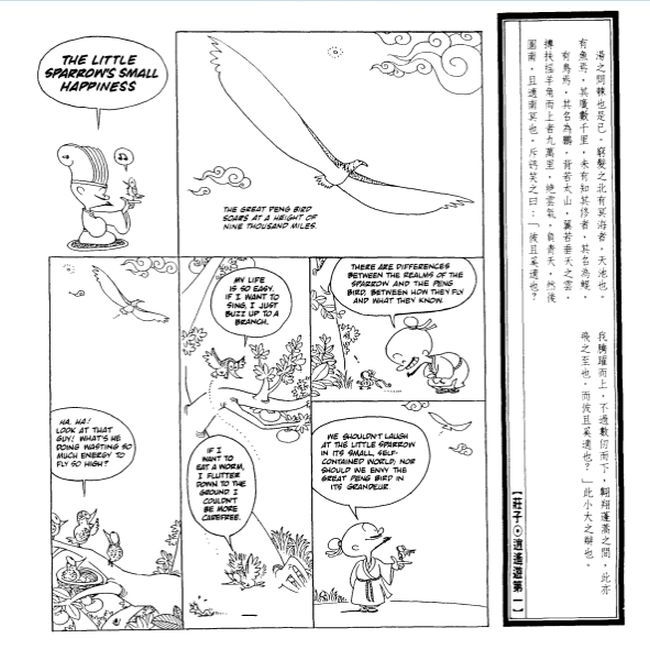 THE LITTLE
SPARROW'S SMALL
HAPPINESS
THE GREAT PENG BIRD
SOARS AT A HEIGHT OF
NINE THOUSAND MILES.
HA, HA!
LOOK AT THAT
GUY! WHAT'S HE
DOING WASTING SO
MUCH ENERGY TO
FLY SO HIGH?
MY LIFE
IS SO EASY.
IF I WANT TO
SING, I JUST
BUZZ UP TO A
BRANCH.
IF I
WANT TO
EAT A WORM,
I FLUTTER
DOWN TO THE
GROUND. I
COULDN'T
BE MORE
CAREFREE.
THERE ARE DIFFERENCES
BETWEEN THE REALMS OF THE
SPARROW AND THE PENG
BIRD, BETWEEN HOW THEY FLY
AND WHAT THEY KNOW.
WE SHOULDN'T LAUGH
AT THE LITTLE SPARROW
IN ITS SMALL, SELF-
CONTAINED WORLD; NOR
SHOULD WE ENVY THE
GREAT PENG BIRD IN
ITS GRANDEUR.
湯之問棘也是已。窮髮之北有冥海者,天池也。
有魚焉,其廣數千里,未有知其修者,其名為鯤。
有鳥焉,其名為鵬,背若太山,翼若垂天之雲,
摶扶搖羊角而上者九萬里,絕雲氣,負青天,然後
圖南,且適南冥也。斥鴳笑之曰:「彼且奚適也?
我騰躍而上,不過數仞而下,翱翔蓬蒿之間,此亦
飛之至也,而彼且奚適也?」此小大之辯也。
【莊子⊙逍遙遊第一】